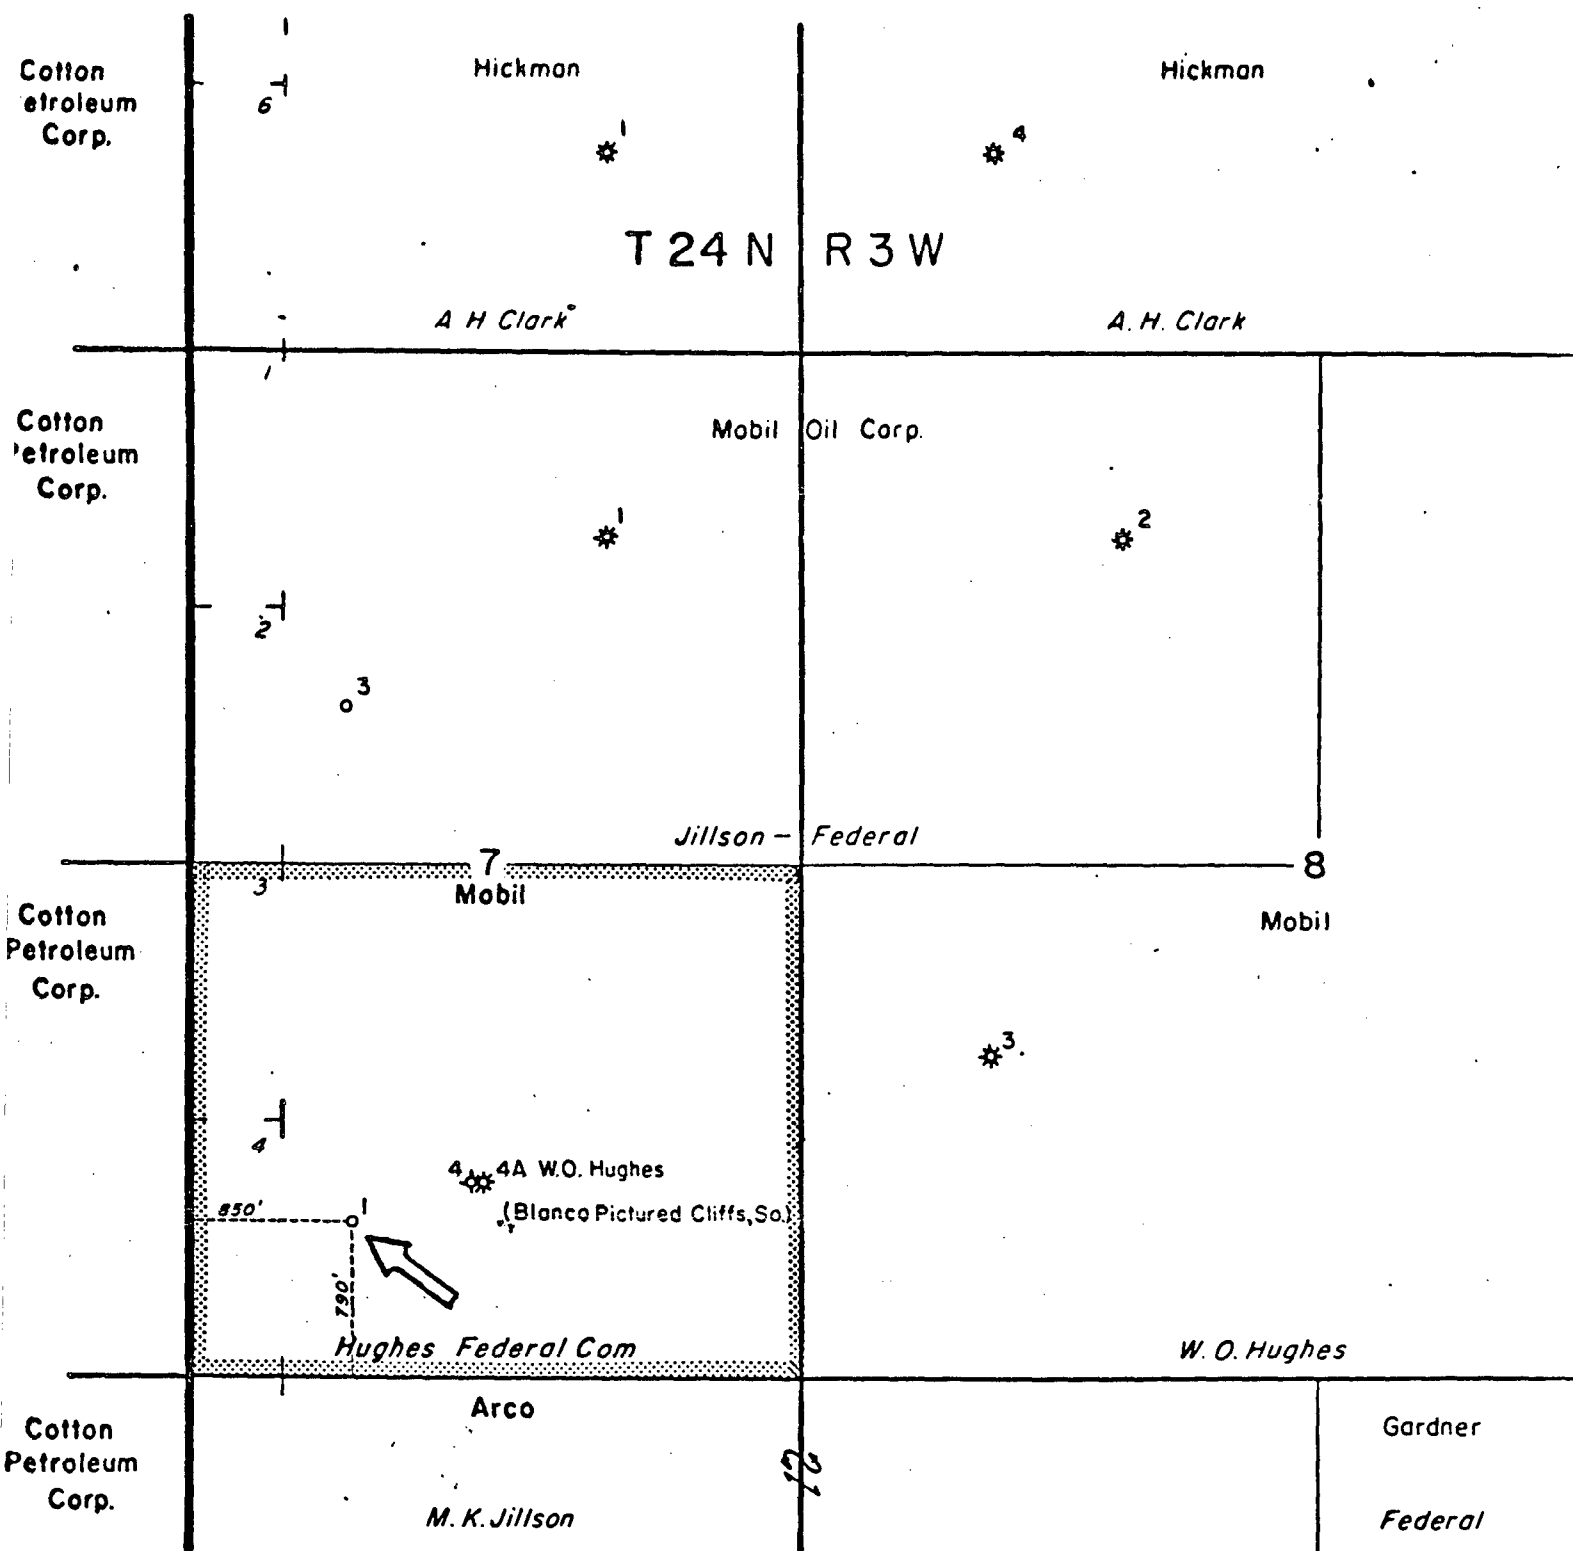 Cotton
etroleum
Corp.
1
6
Hickman
Hickman
1
4
T 24 N R 3 W
A H Clark
A. H. Clark
1
Cotton
Petroleum
Corp.
Mobil Oil Corp.
1
2
2
3
Jillson - Federal
7
8
3
Mobil
Mobil
Cotton
Petroleum
Corp.
3
4
4 4A W.O. Hughes
(Blanco Pictured Cliffs, So.)
850'
1
790'
Hughes Federal Com
W. O. Hughes
Arco
Cotton
Petroleum
Corp.
Gardner
M. K. Jillson
Federal